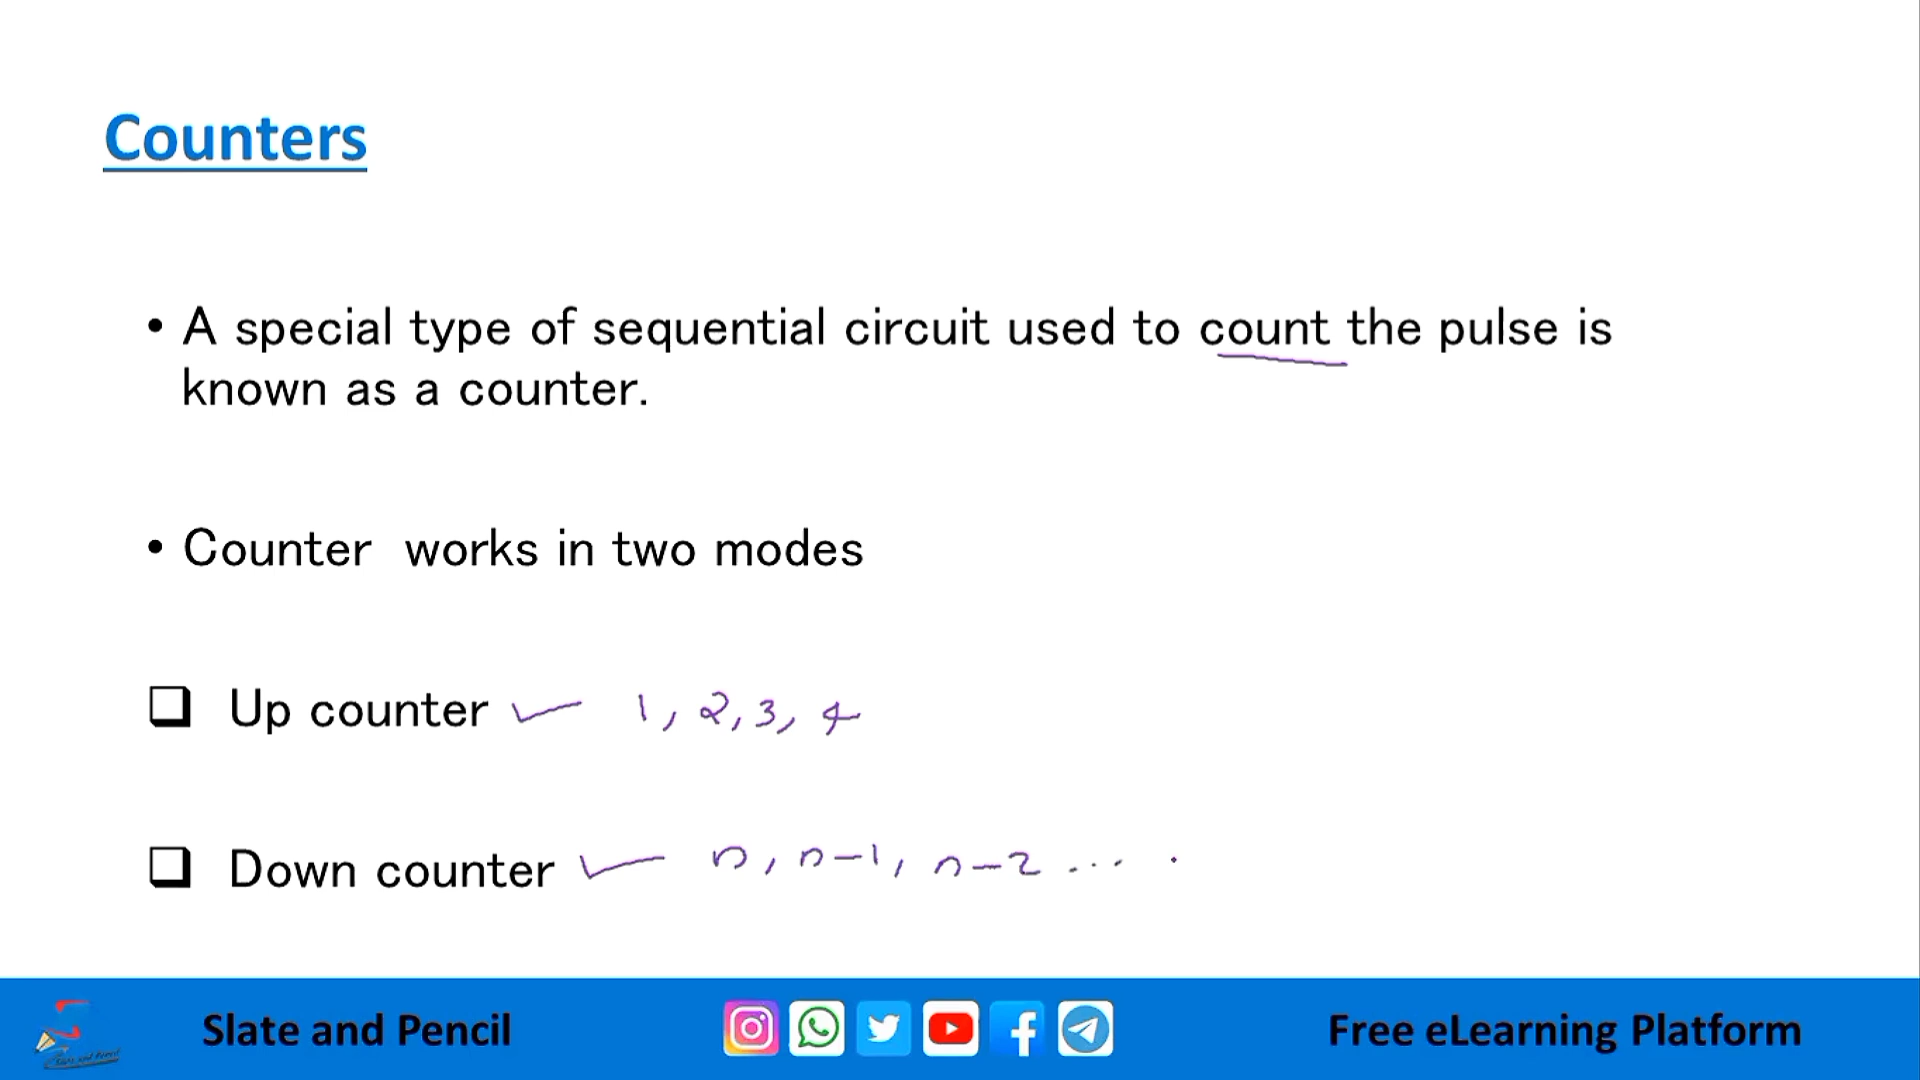 Counters
• A special type of sequential circuit used to count the pulse is
known as a counter.
• Counter works in two modes
❑ Up counter ✓ 1, 2, 3, 4
❑ Down counter ✓ n, n-1, n-2 ... .
Slate and Pencil
Free eLearning Platform